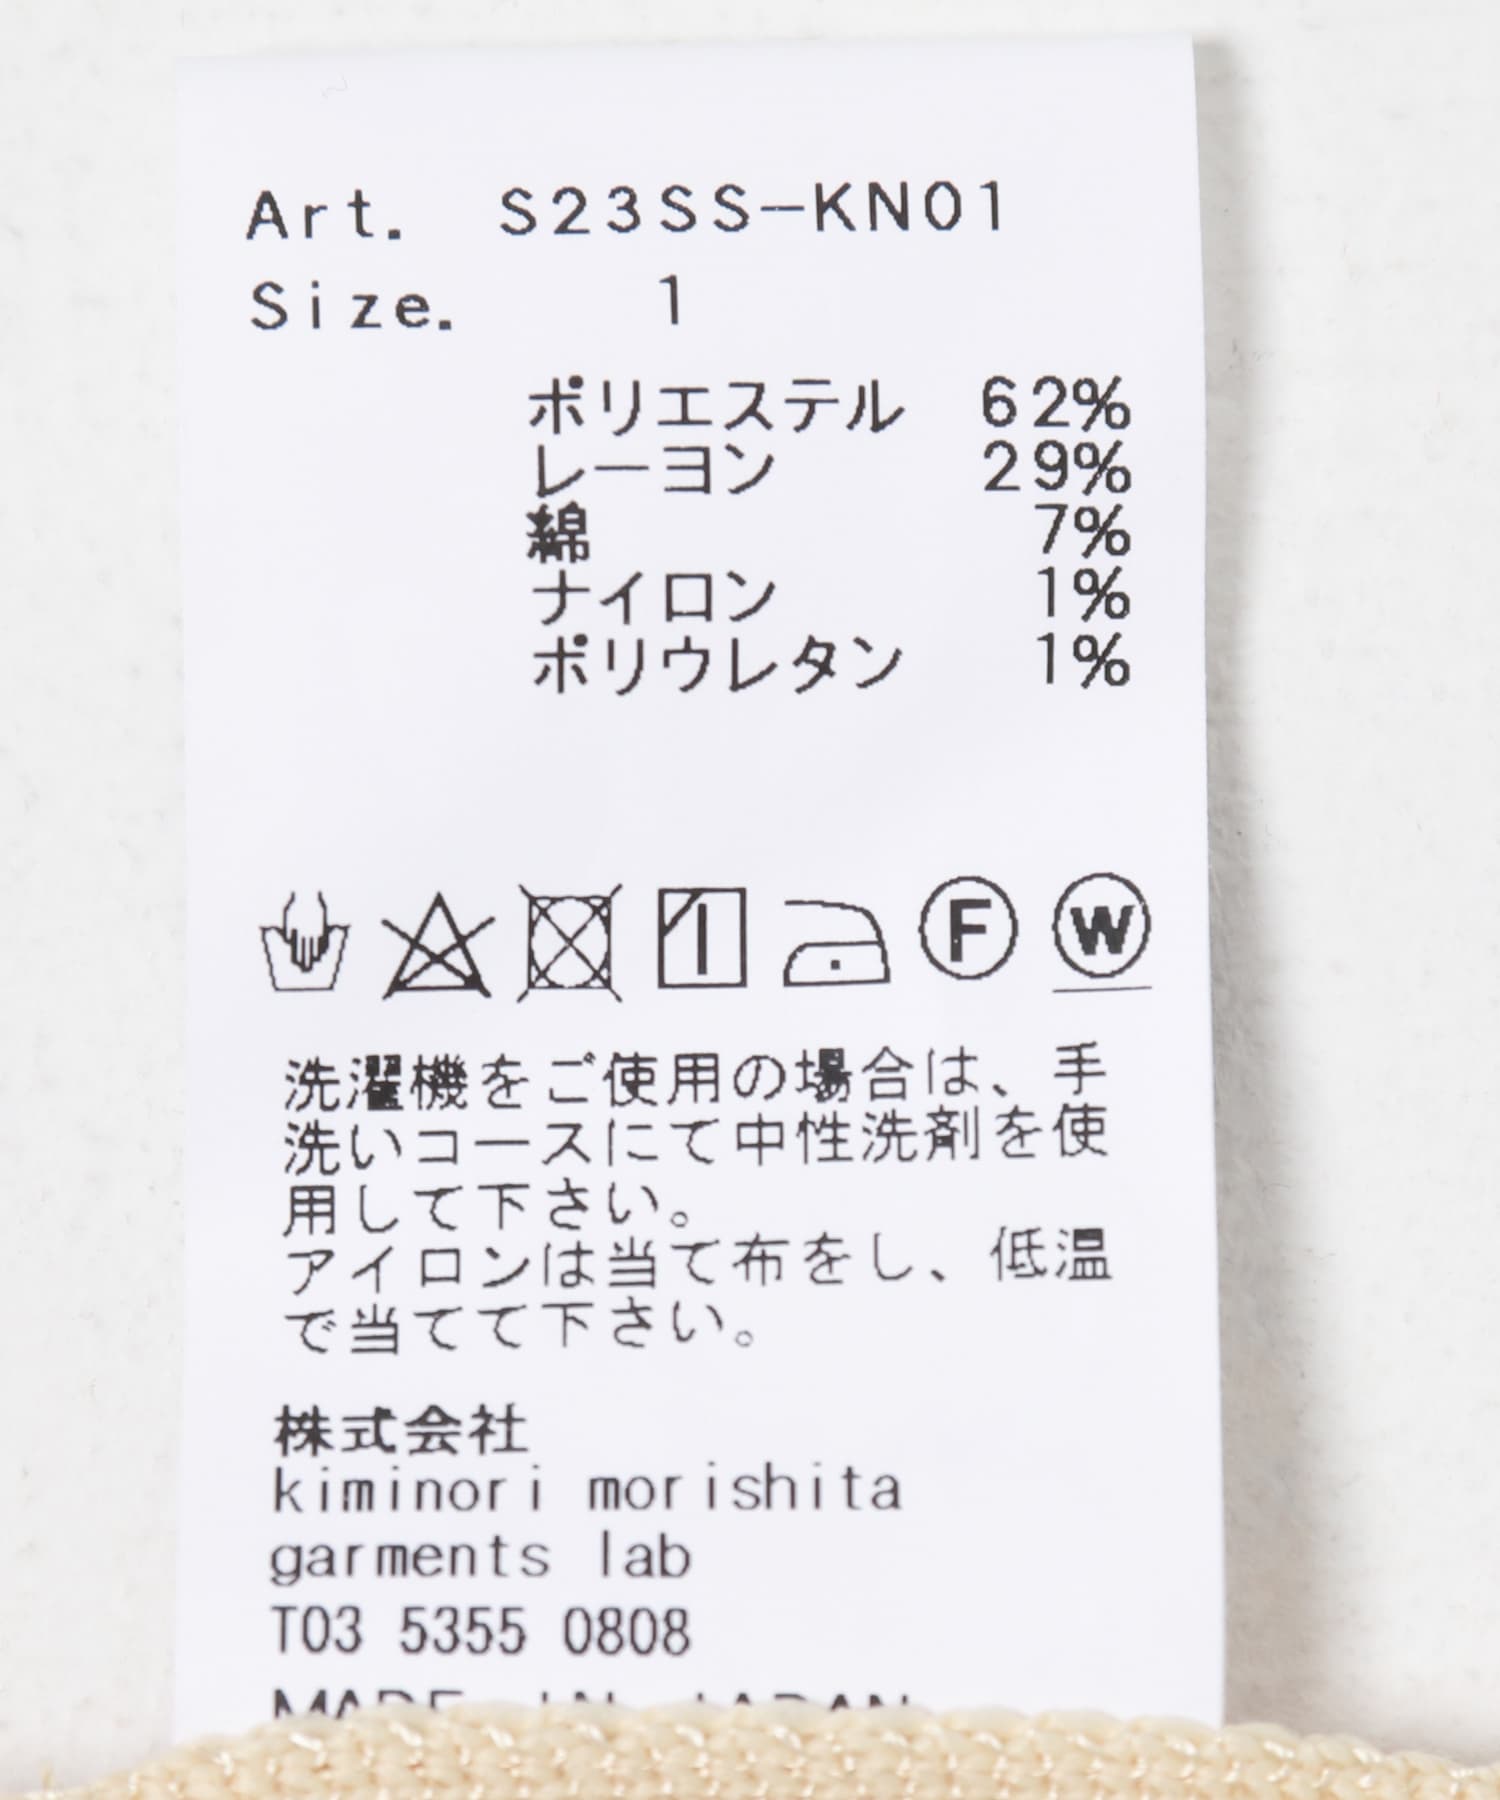 Art. S23SS-KN01
Size. 1
ポリエステル 62%
レーヨン 29%
綿 7%
ナイロン 1%
ポリウレタン 1%
F W
洗濯機をご使用の場合は、手
洗いコースにて中性洗剤を使
用して下さい。
アイロンは当て布をし、低温
で当てて下さい。
株式会社
kiminori morishita
garments lab
T03 5355 0808
MADE IN JAPAN